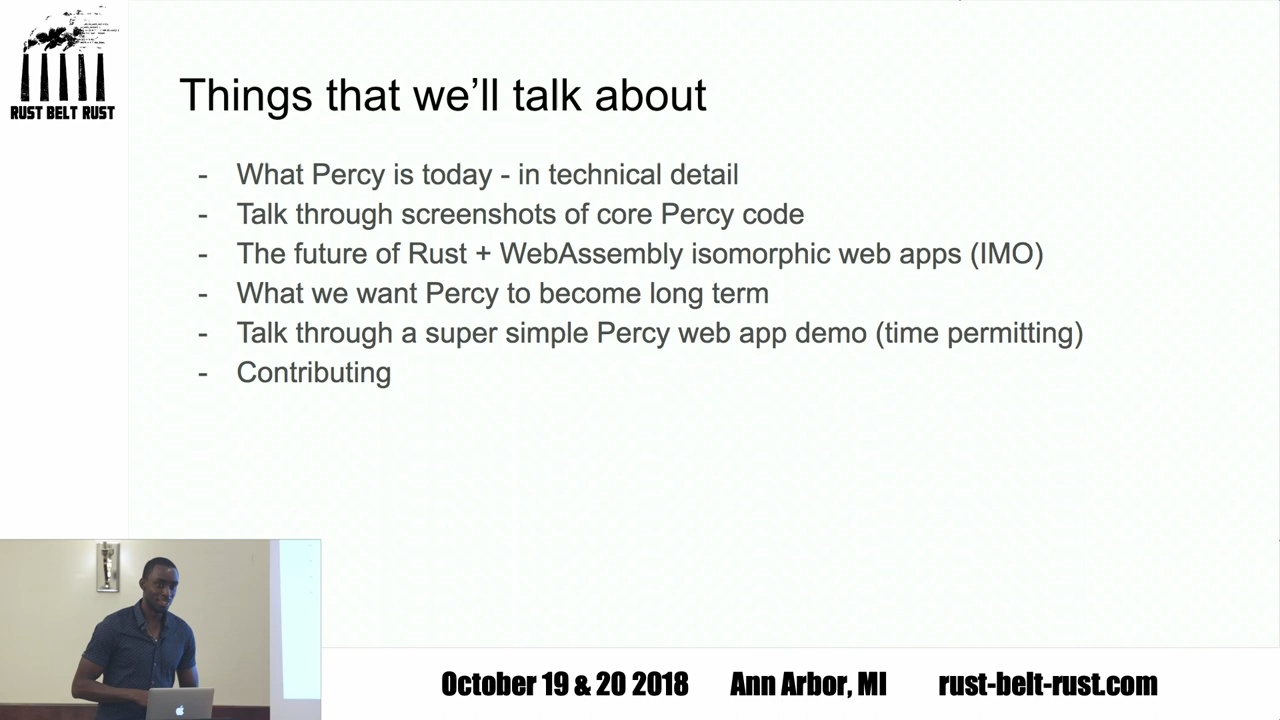 RUST BELT RUST
Things that we'll talk about
- What Percy is today - in technical detail
- Talk through screenshots of core Percy code
- The future of Rust + WebAssembly isomorphic web apps (IMO)
- What we want Percy to become long term
- Talk through a super simple Percy web app demo (time permitting)
- Contributing
October 19 & 20 2018 Ann Arbor, MI rust-belt-rust.com